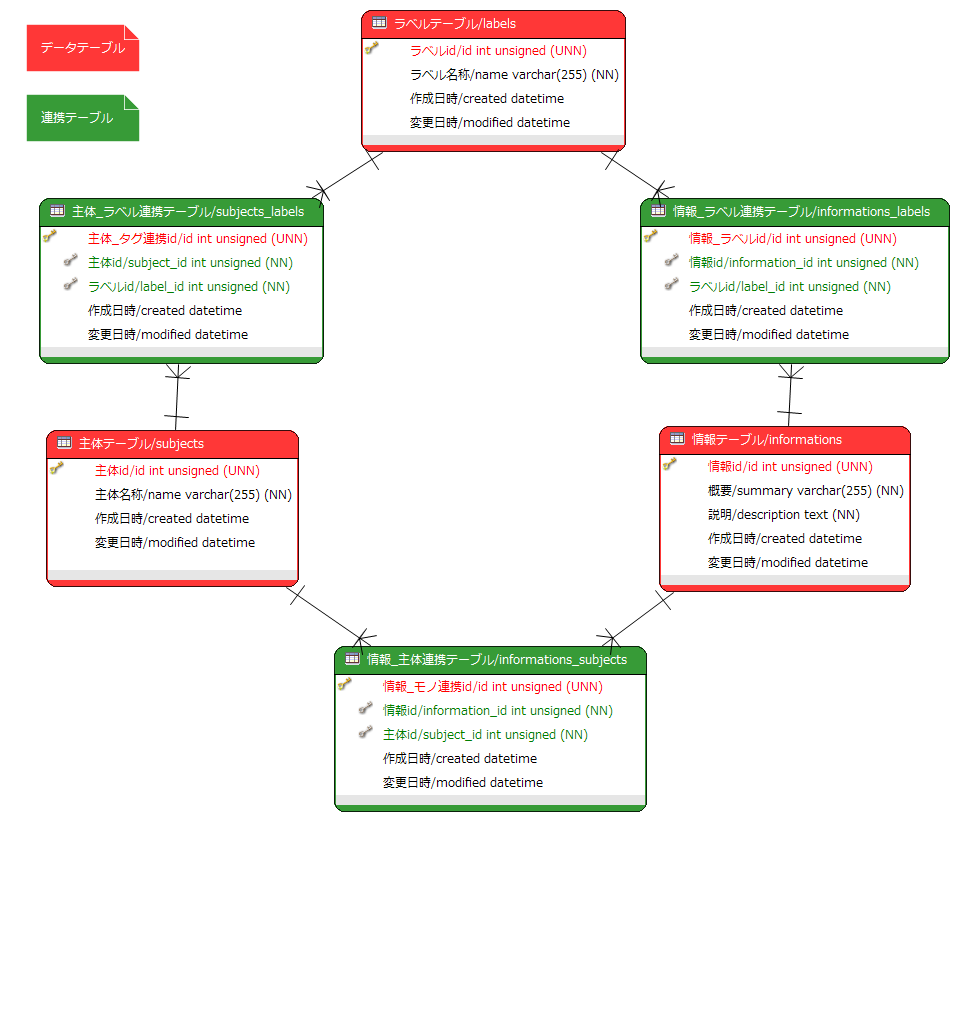 データテーブル
連携テーブル
ラベルテーブル/labels
ラベルid/id int unsigned (UNN)
ラベル名称/name varchar(255) (NN)
作成日時/created datetime
変更日時/modified datetime
主体_ラベル連携テーブル/subjects_labels
主体_タグ連携id/id int unsigned (UNN)
主体id/subject_id int unsigned (NN)
ラベルid/label_id int unsigned (NN)
作成日時/created datetime
変更日時/modified datetime
情報_ラベル連携テーブル/informations_labels
情報_ラベルid/id int unsigned (UNN)
情報id/information_id int unsigned (NN)
ラベルid/label_id int unsigned (NN)
作成日時/created datetime
変更日時/modified datetime
主体テーブル/subjects
主体id/id int unsigned (UNN)
主体名称/name varchar(255) (NN)
作成日時/created datetime
変更日時/modified datetime
情報テーブル/informations
情報id/id int unsigned (UNN)
概要/summary varchar(255) (NN)
説明/description text (NN)
作成日時/created datetime
変更日時/modified datetime
情報_主体連携テーブル/informations_subjects
情報_モノ連携id/id int unsigned (UNN)
情報id/information_id int unsigned (NN)
主体id/subject_id int unsigned (NN)
作成日時/created datetime
変更日時/modified datetime